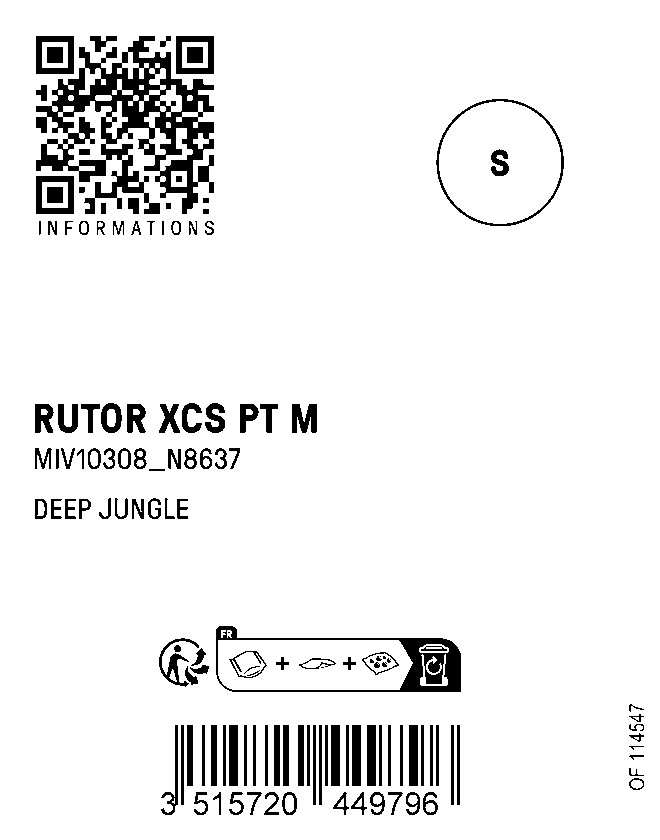 INFORMATIONS
S
RUTOR XCS PT M
MIV10308_N8637
DEEP JUNGLE
FR
3 515720 449796
OF 114547